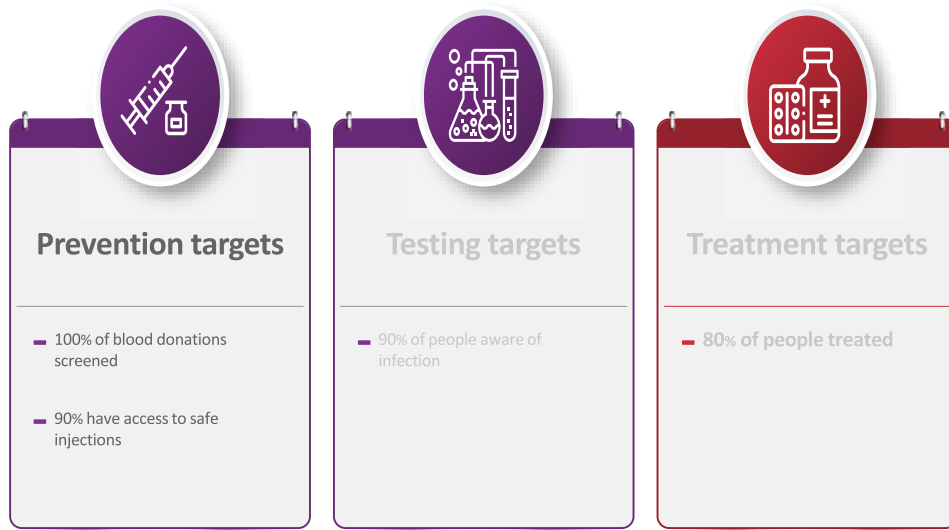 Prevention targets
100% of blood donations
screened
90% have access to safe
injections
Testing targets
90% of people aware of
infection
Treatment targets
80% of people treated